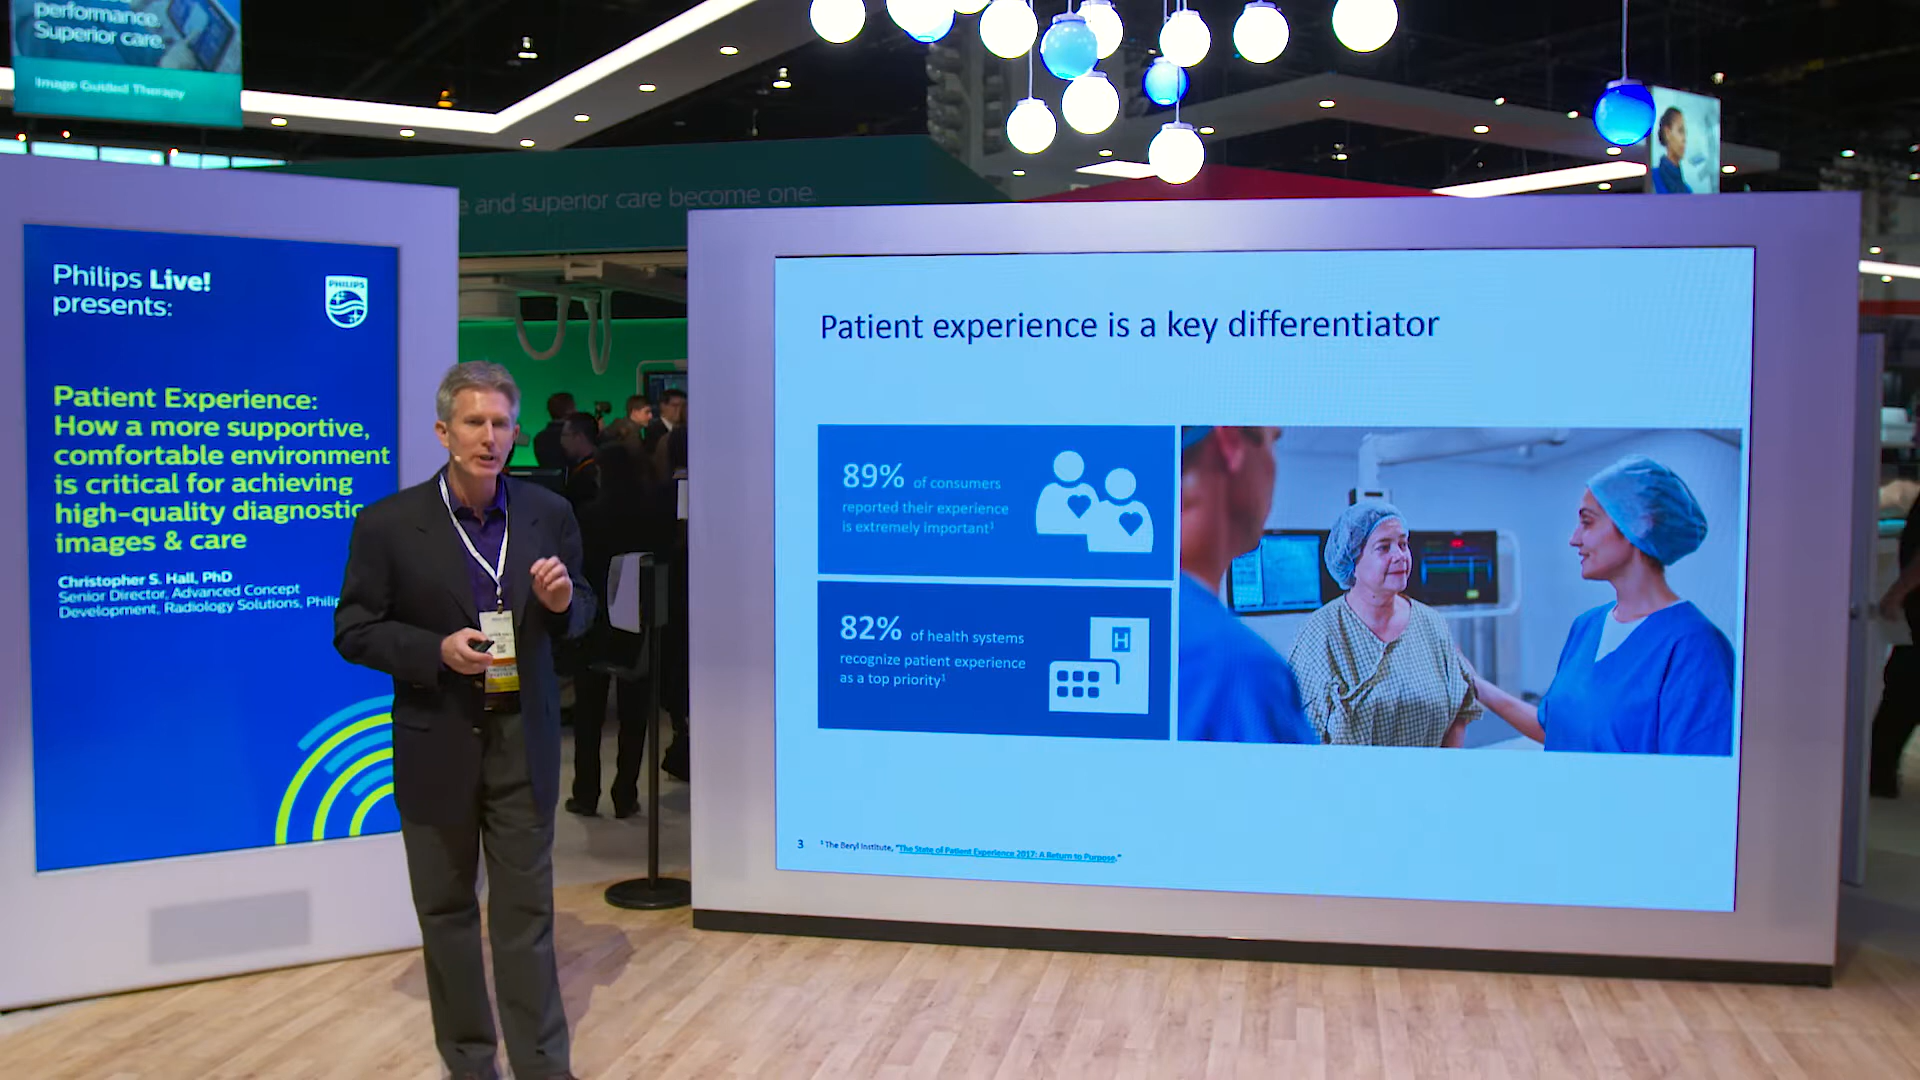 performance.
Superior care.
Image Guided Therapy
e and superior care become one.
Philips Live!
presents:
PHILIPS
Patient Experience:
How a more supportive,
comfortable environment
is critical for achieving
high-quality diagnostic
images & care
Christopher S. Hall, PhD
Senior Director, Advanced Concept
Development, Radiology Solutions, Philip
Patient experience is a key differentiator
89% of consumers
reported their experience
is extremely important¹
82% of health systems
recognize patient experience
as a top priority¹
H
3 ¹ The Beryl Institute, "The State of Patient Experience 2017: A Return to Purpose."